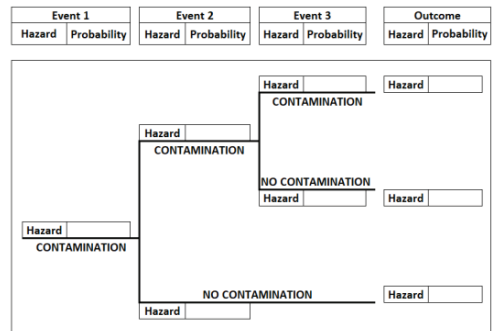 Event 1 Event 2 Event 3 Outcome
Hazard Probability Hazard Probability Hazard Probability Hazard Probability
Hazard Hazard
CONTAMINATION
Hazard
CONTAMINATION
NO CONTAMINATION
Hazard Hazard
Hazard
CONTAMINATION
NO CONTAMINATION Hazard
Hazard